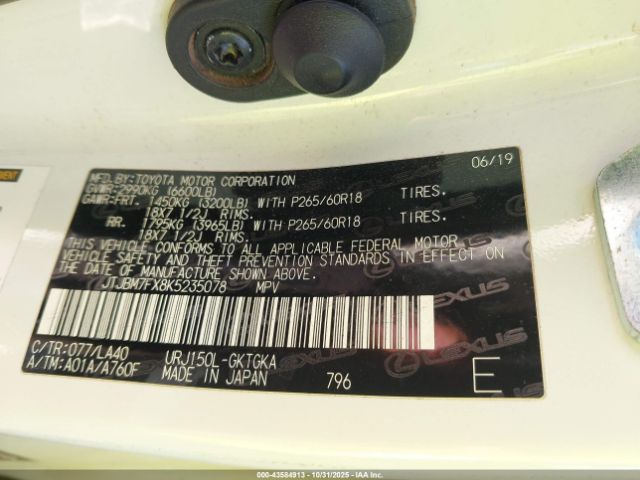 MFD.BY:TOYOTA MOTOR CORPORATION 06/19
GVWR:2990KG (6600LB)
GAWR:FRT. 1450KG (3200LB) WITH P265/60R18 TIRES.
18X7 1/2J RIMS.
RR. 1795KG (3965LB) WITH P265/60R18 TIRES.
18X7 1/2J RIMS.
THIS VEHICLE CONFORMS TO ALL APPLICABLE FEDERAL MOTOR
VEHICLE SAFETY AND THEFT PREVENTION STANDARDS IN EFFECT
ON THE DATE OF MANUFACTURE SHOWN ABOVE.
JTJBM7FX8K5235078 MPV
LEXUS
C/TR:077/LA40 URJ150L-GKTGKA
A/TM:A01A/A760F MADE IN JAPAN 796 E
000-43584913 - 10/31/2025 - COPYRIGHT IAA, LLC.